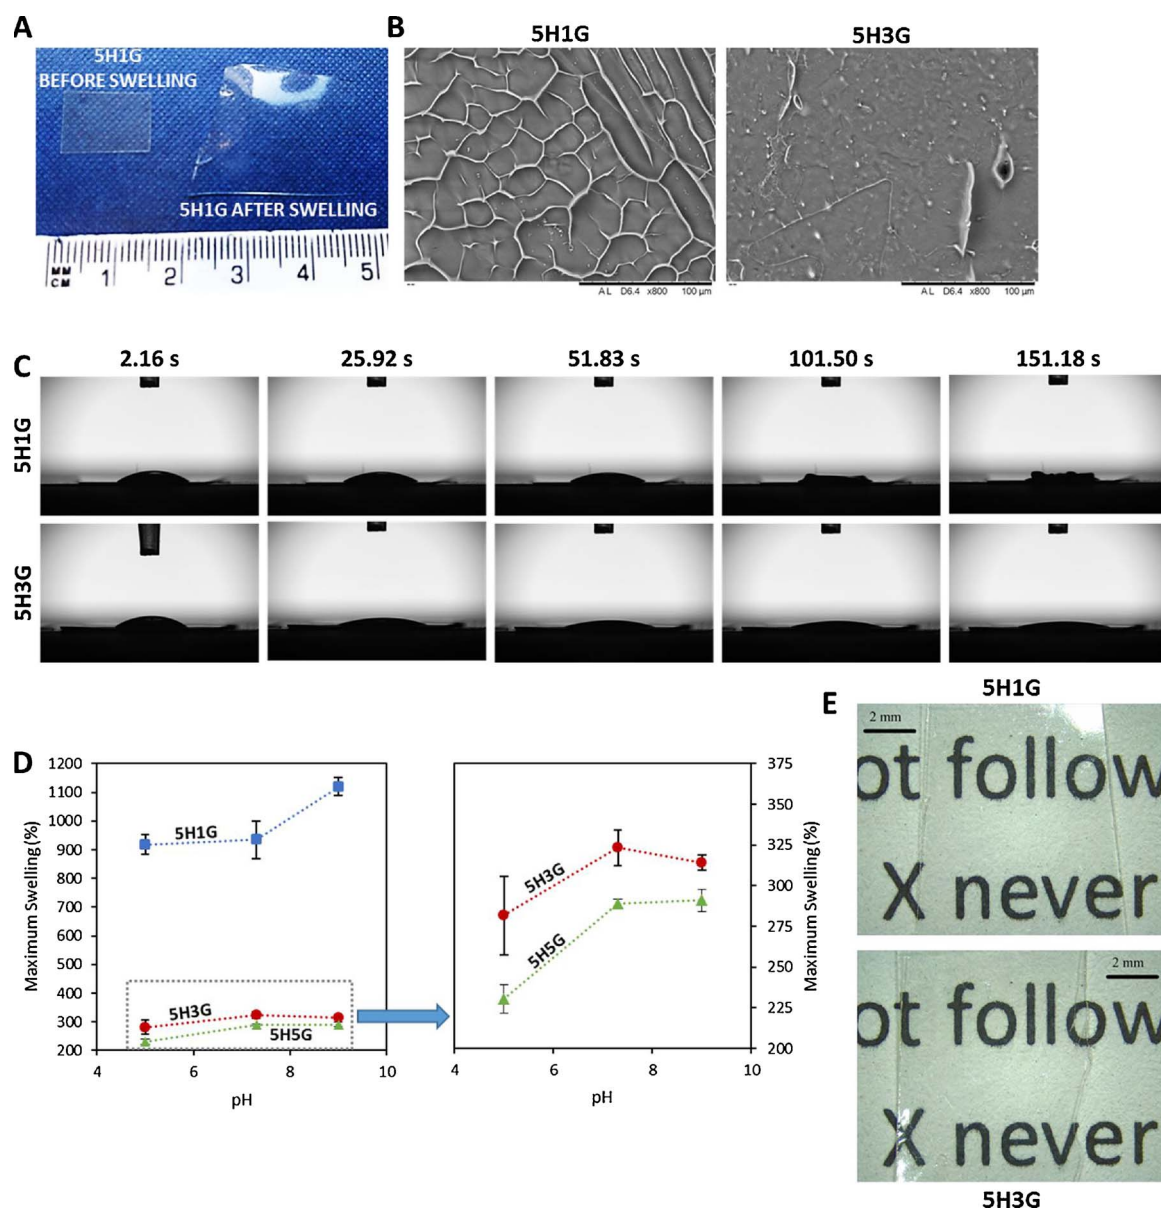 A
5H1G
BEFORE SWELLING
5H1G AFTER SWELLING
MM
CM
1 2 3 4 5
B
5H1G
5H3G
AL D6.4 x800 100 µm
AL D6.4 x800 100 µm
C
2.16 s 25.92 s 51.83 s 101.50 s 151.18 s
5H1G
5H3G
D
Maximum Swelling (%)
1200
1100
1000
900
800
700
600
500
400
300
200
5H1G
5H3G
5H5G
4 6 8 10
pH
5H3G
5H5G
375
350
325
300
275
250
225
200
Maximum Swelling (%)
4 6 8 10
pH
E
5H1G
2 mm
ot follow
X never
2 mm
ot follow
X never
5H3G